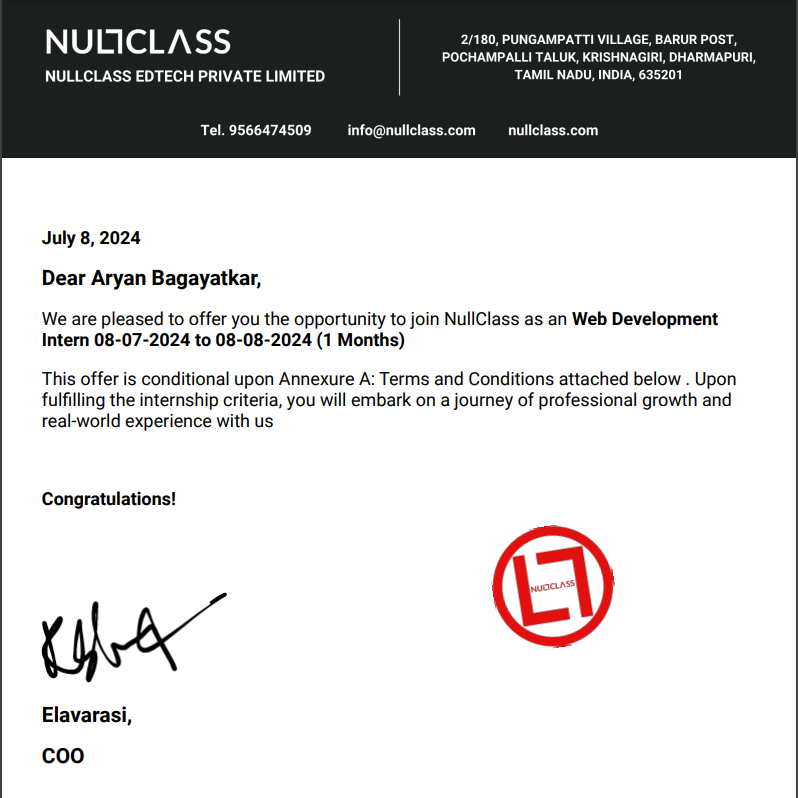 NULLCLASS
NULLCLASS EDTECH PRIVATE LIMITED
2/180, PUNGAMPATTI VILLAGE, BARUR POST,
POCHAMPALLI TALUK, KRISHNAGIRI, DHARMAPURI,
TAMIL NADU, INDIA, 635201
Tel. 9566474509 info@nullclass.com nullclass.com
July 8, 2024
Dear Aryan Bagayatkar,
We are pleased to offer you the opportunity to join NullClass as an Web Development
Intern 08-07-2024 to 08-08-2024 (1 Months)
This offer is conditional upon Annexure A: Terms and Conditions attached below . Upon
fulfilling the internship criteria, you will embark on a journey of professional growth and
real-world experience with us
Congratulations!
NULLCLASS
Elavarasi,
COO